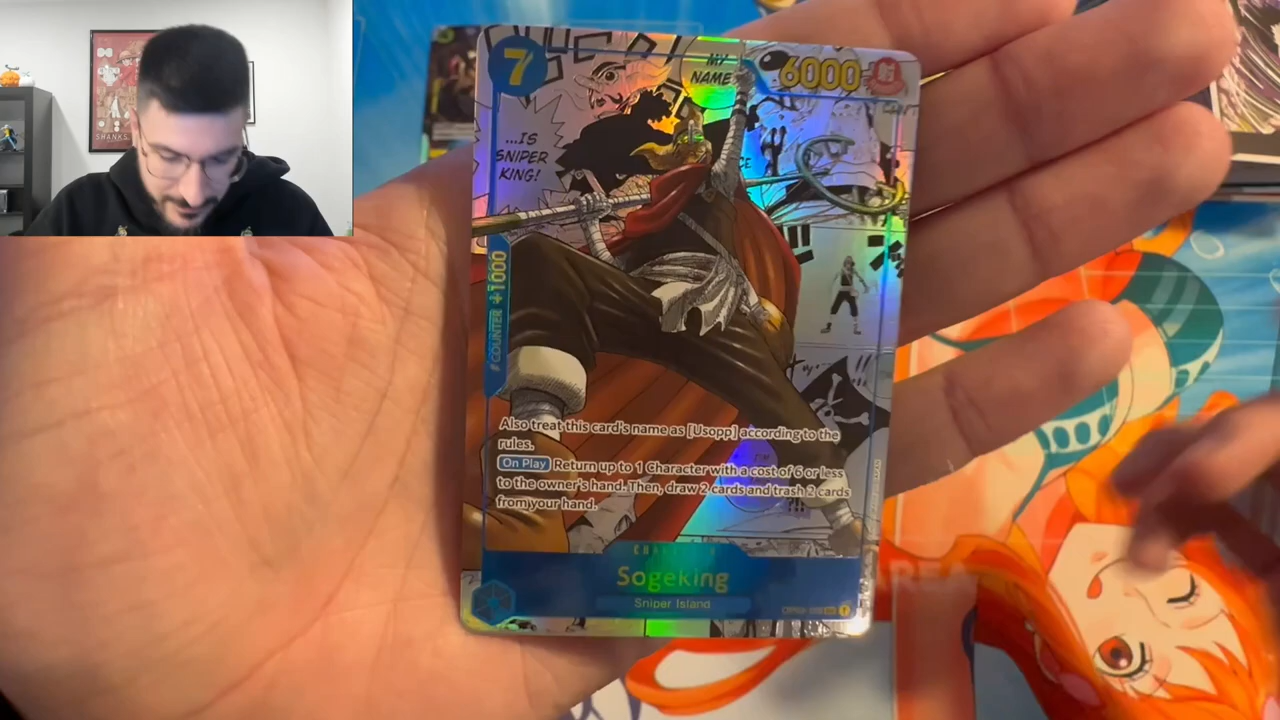 SHANKS
7
MY
NAME
6000
...IS
SNIPER
KING!
COUNTER +1000
Also treat this card's name as [Usopp] according to the
rules.
On Play Return up to 1 Character with a cost of 6 or less
to the owner's hand. Then, draw 2 cards and trash 2 cards
from your hand.
!!!
Sogeking
Sniper Island